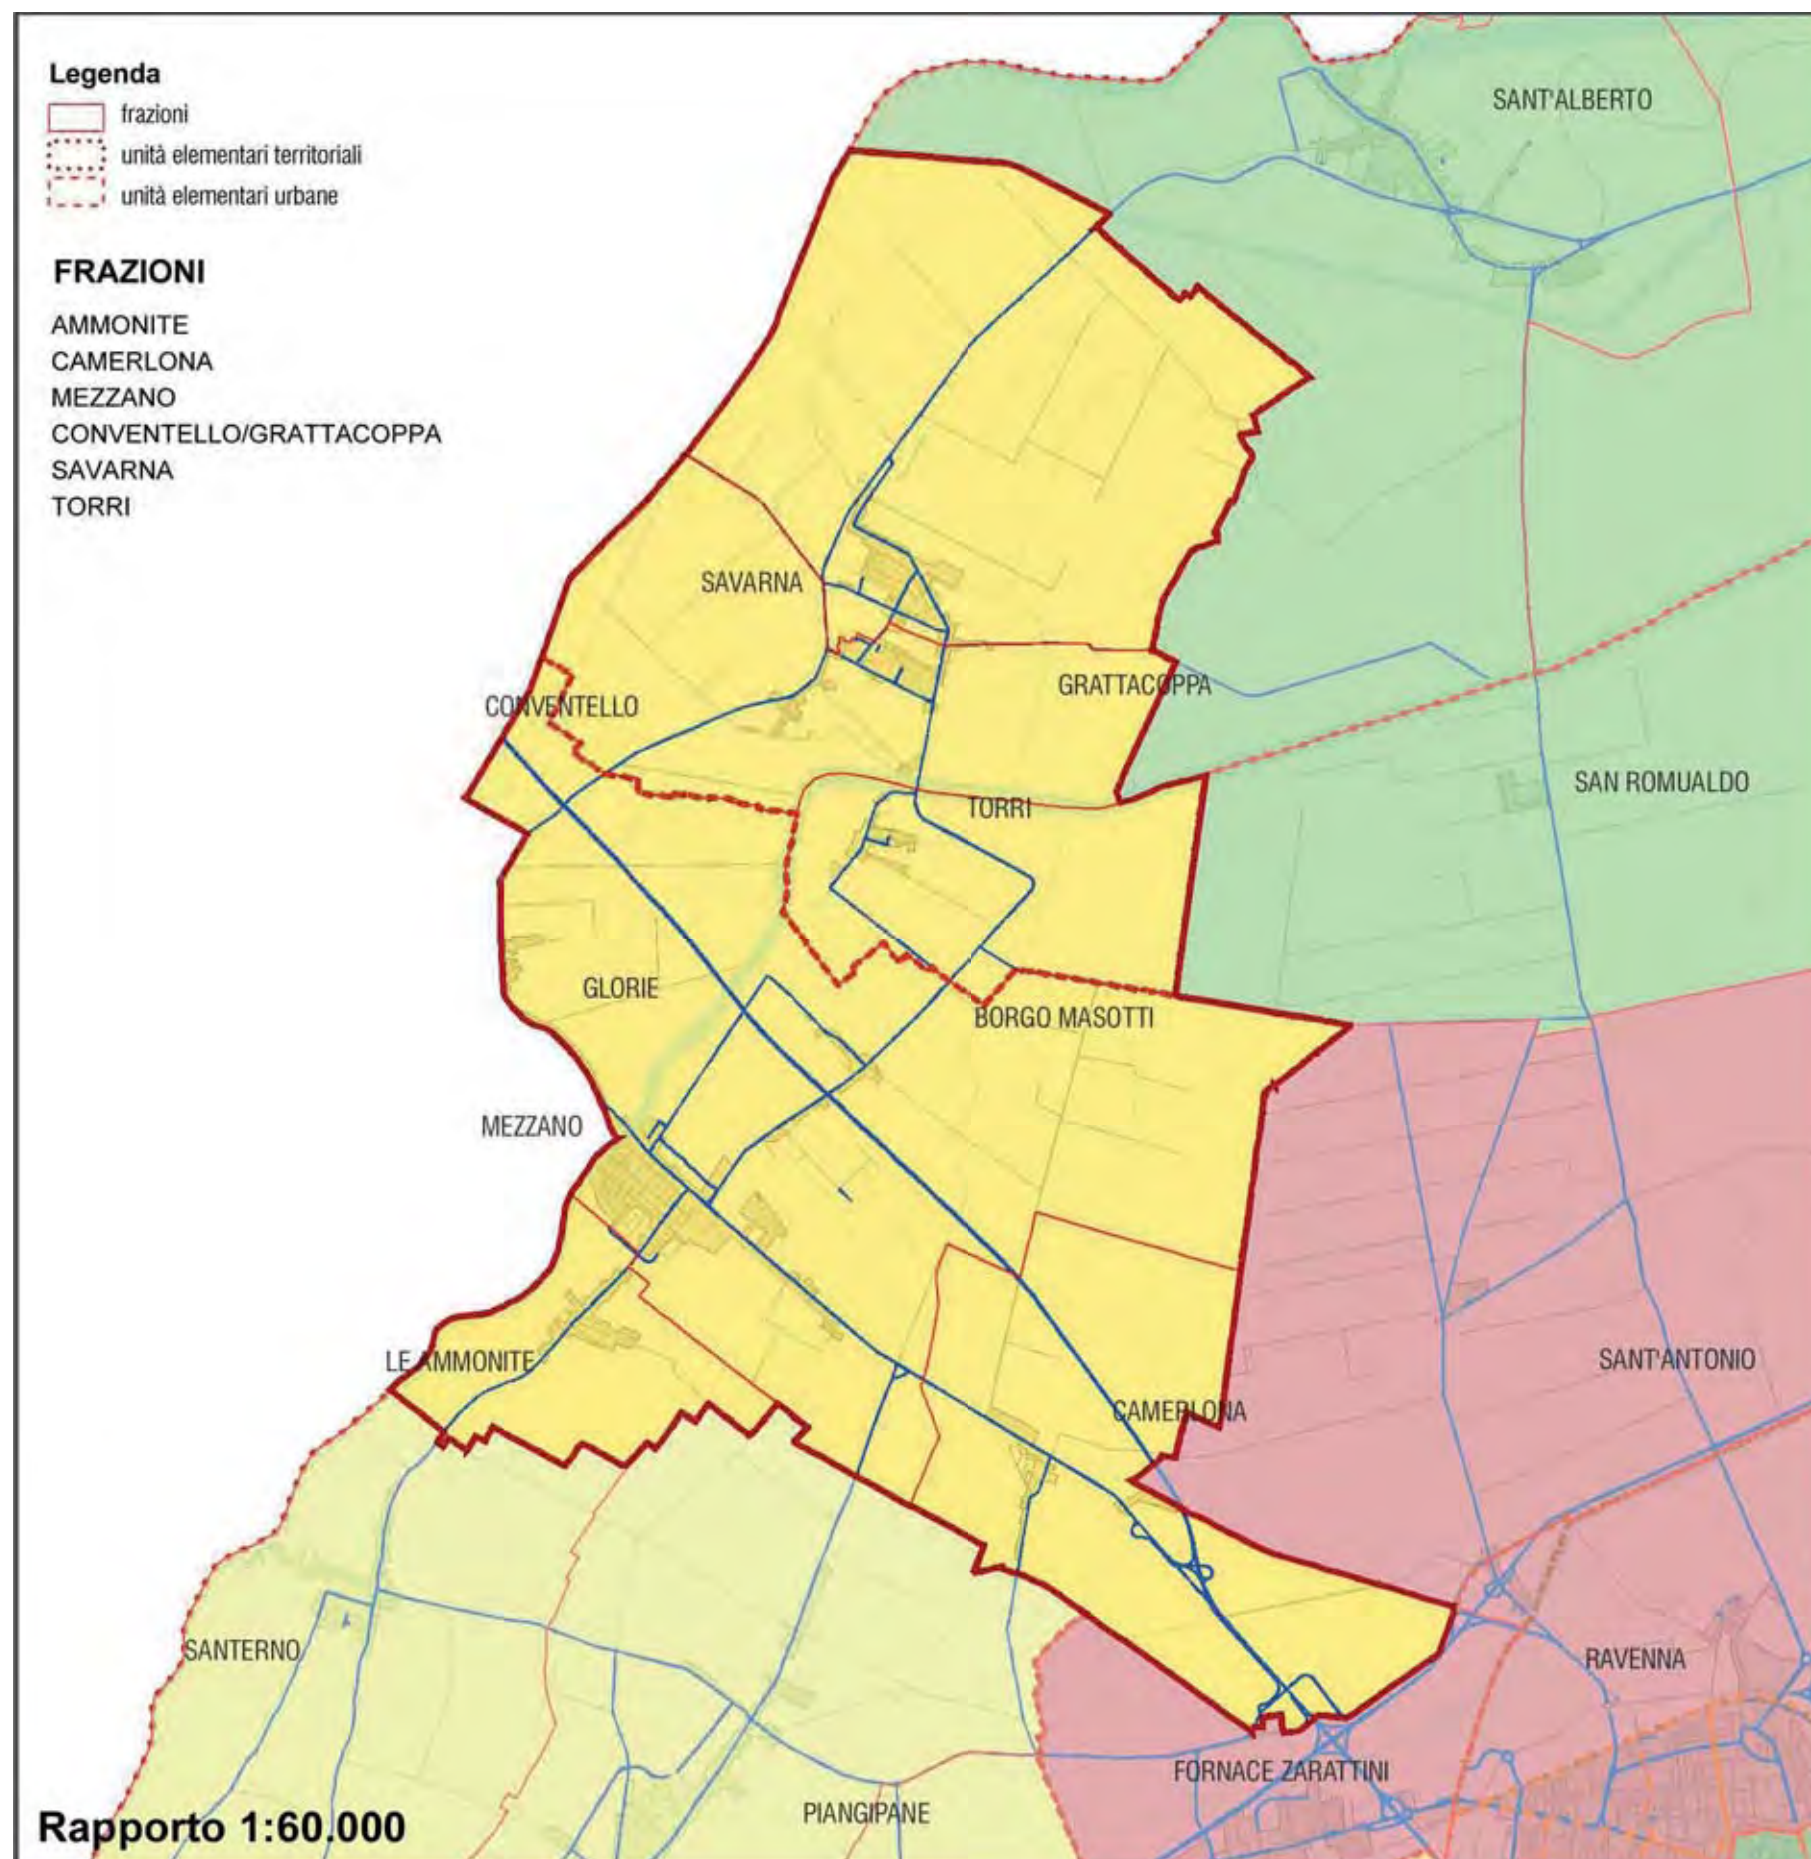 Legenda
frazioni
unità elementari territoriali
unità elementari urbane
FRAZIONI
AMMONITE
CAMERLONA
MEZZANO
CONVENTELLO/GRATTACOPPA
SAVARNA
TORRI
SANT'ALBERTO
SAVARNA
GRATTACOPPA
CONVENTELLO
SAN ROMUALDO
TORRI
GLORIE
BORGO MASOTTI
MEZZANO
LE AMMONITE
SANT'ANTONIO
CAMERLONA
SANTERNO
RAVENNA
FORNACE ZARATTINI
PIANGIPANE
Rapporto 1:60.000